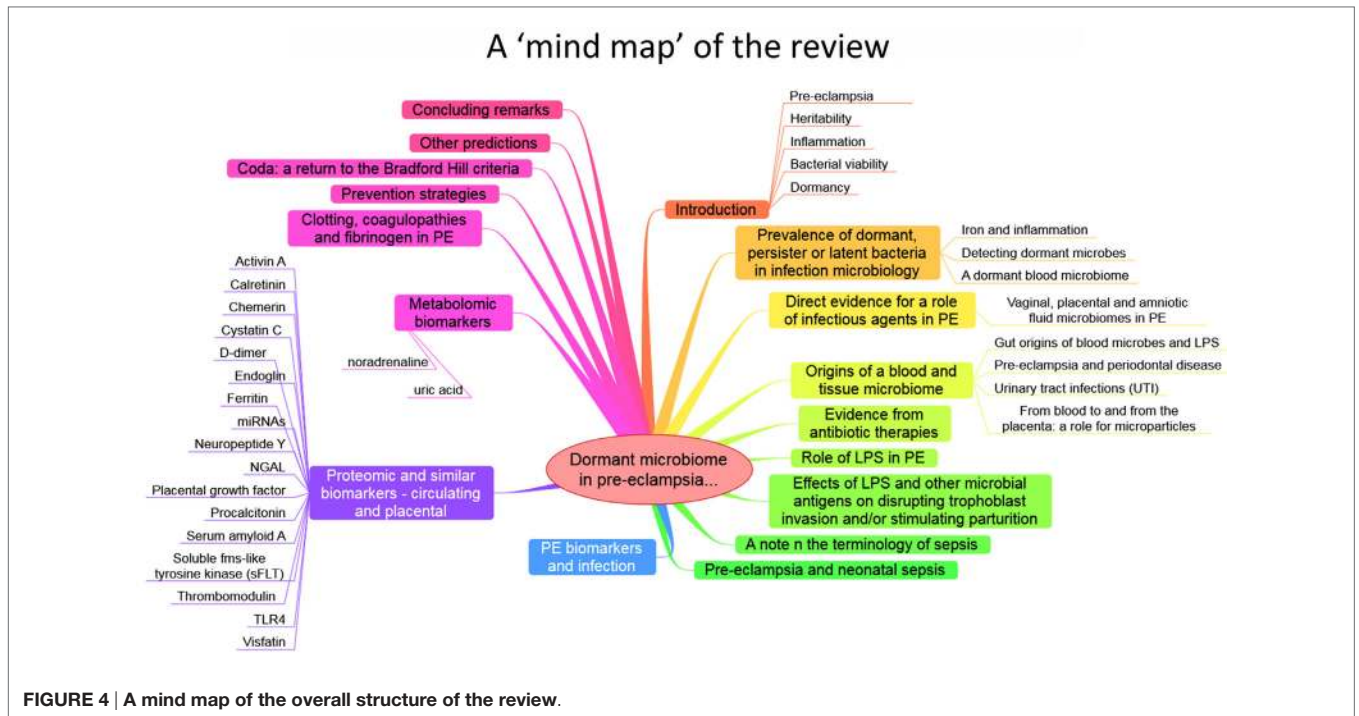 A ‘mind map’ of the review
Concluding remarks
Other predictions
Coda: a return to the Bradford Hill criteria
Prevention strategies
Clotting, coagulopathies
and fibrinogen in PE
Metabolomic
biomarkers
noradrenaline
uric acid
Activin A
Calretinin
Chemerin
Cystatin C
D-dimer
Endoglin
Ferritin
miRNAs
Neuropeptide Y
NGAL
Placental growth factor
Procalcitonin
Serum amyloid A
Soluble fms-like
tyrosine kinase (sFLT)
Thrombomodulin
TLR4
Visfatin
Proteomic and similar
biomarkers - circulating
and placental
PE biomarkers
and infection
Dormant microbiome
in pre-eclampsia...
Introduction
Pre-eclampsia
Heritability
Inflammation
Bacterial viability
Dormancy
Prevalence of dormant,
persister or latent bacteria
in infection microbiology
Iron and inflammation
Detecting dormant microbes
A dormant blood microbiome
Direct evidence for a role
of infectious agents in PE
Vaginal, placental and amniotic
fluid microbiomes in PE
Origins of a blood and
tissue microbiome
Gut origins of blood microbes and LPS
Pre-eclampsia and periodontal disease
Urinary tract infections (UTI)
From blood to and from the
placenta: a role for microparticles
Evidence from
antibiotic therapies
Role of LPS in PE
Effects of LPS and other microbial
antigens on disrupting trophoblast
invasion and/or stimulating parturition
A note n the terminology of sepsis
Pre-eclampsia and neonatal sepsis
FIGURE 4 | A mind map of the overall structure of the review.